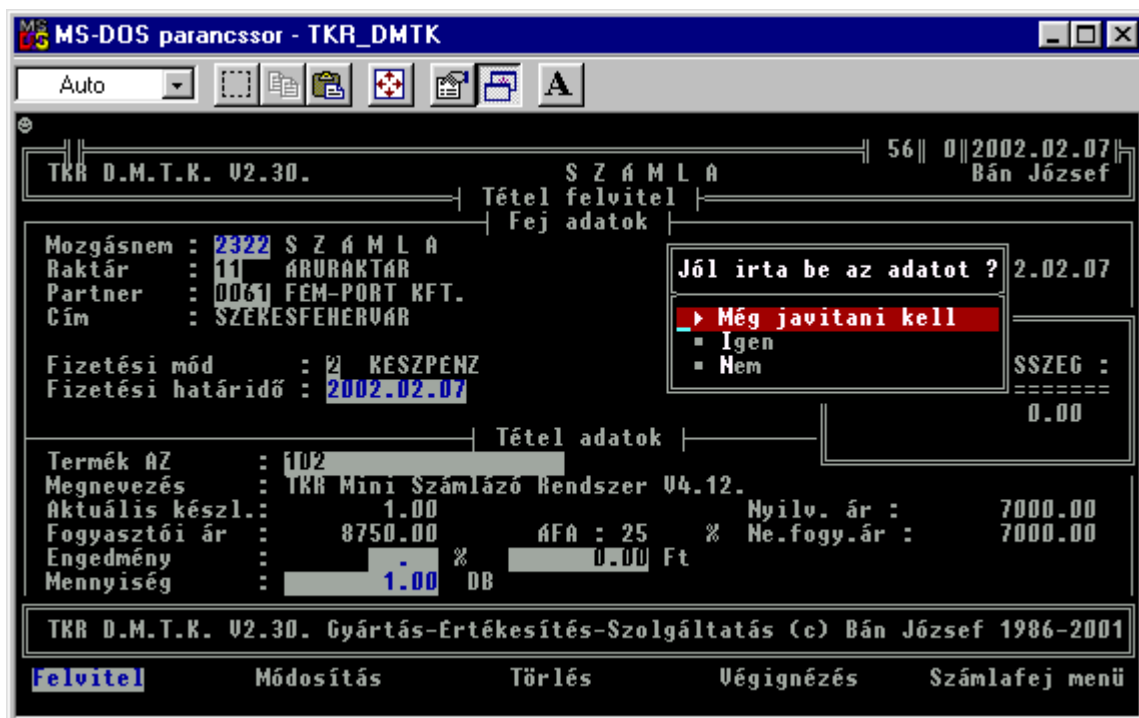 MS-DOS parancssor - TKR_DMTK
Auto
56 0 2002.02.07
TKR D.M.T.K. V2.30. S Z Á M L A Bán József
Tétel felvitel
Fej adatok
Mozgásnem : 2322 S Z Á M L A
Raktár : 11 ÁRURAKTÁR
Partner : 0061 FÉM-PORT KFT.
Cím : SZÉKESFEHÉRVÁR
Jól irta be az adatot ?
2.02.07
Még javitani kell
Igen
Nem
Fizetési mód : 2 KÉSZPÉNZ
Fizetési határidő : 2002.02.07
SSZEG :
=======
0.00
Tétel adatok
Termék AZ : 102
Megnevezés : TKR Mini Számlázó Rendszer V4.12.
Aktuális készl.: 1.00 Nyilv. ár : 7000.00
Fogyasztói ár : 8750.00 ÁFA : 25 % Ne.fogy.ár : 7000.00
Engedmény : . % 0.00 Ft
Mennyiség : 1.00 DB
TKR D.M.T.K. V2.30. Gyártás-Értékesítés-Szolgáltatás (c) Bán József 1986-2001
Felvitel Módosítás Törlés Végignézés Számlafej menü